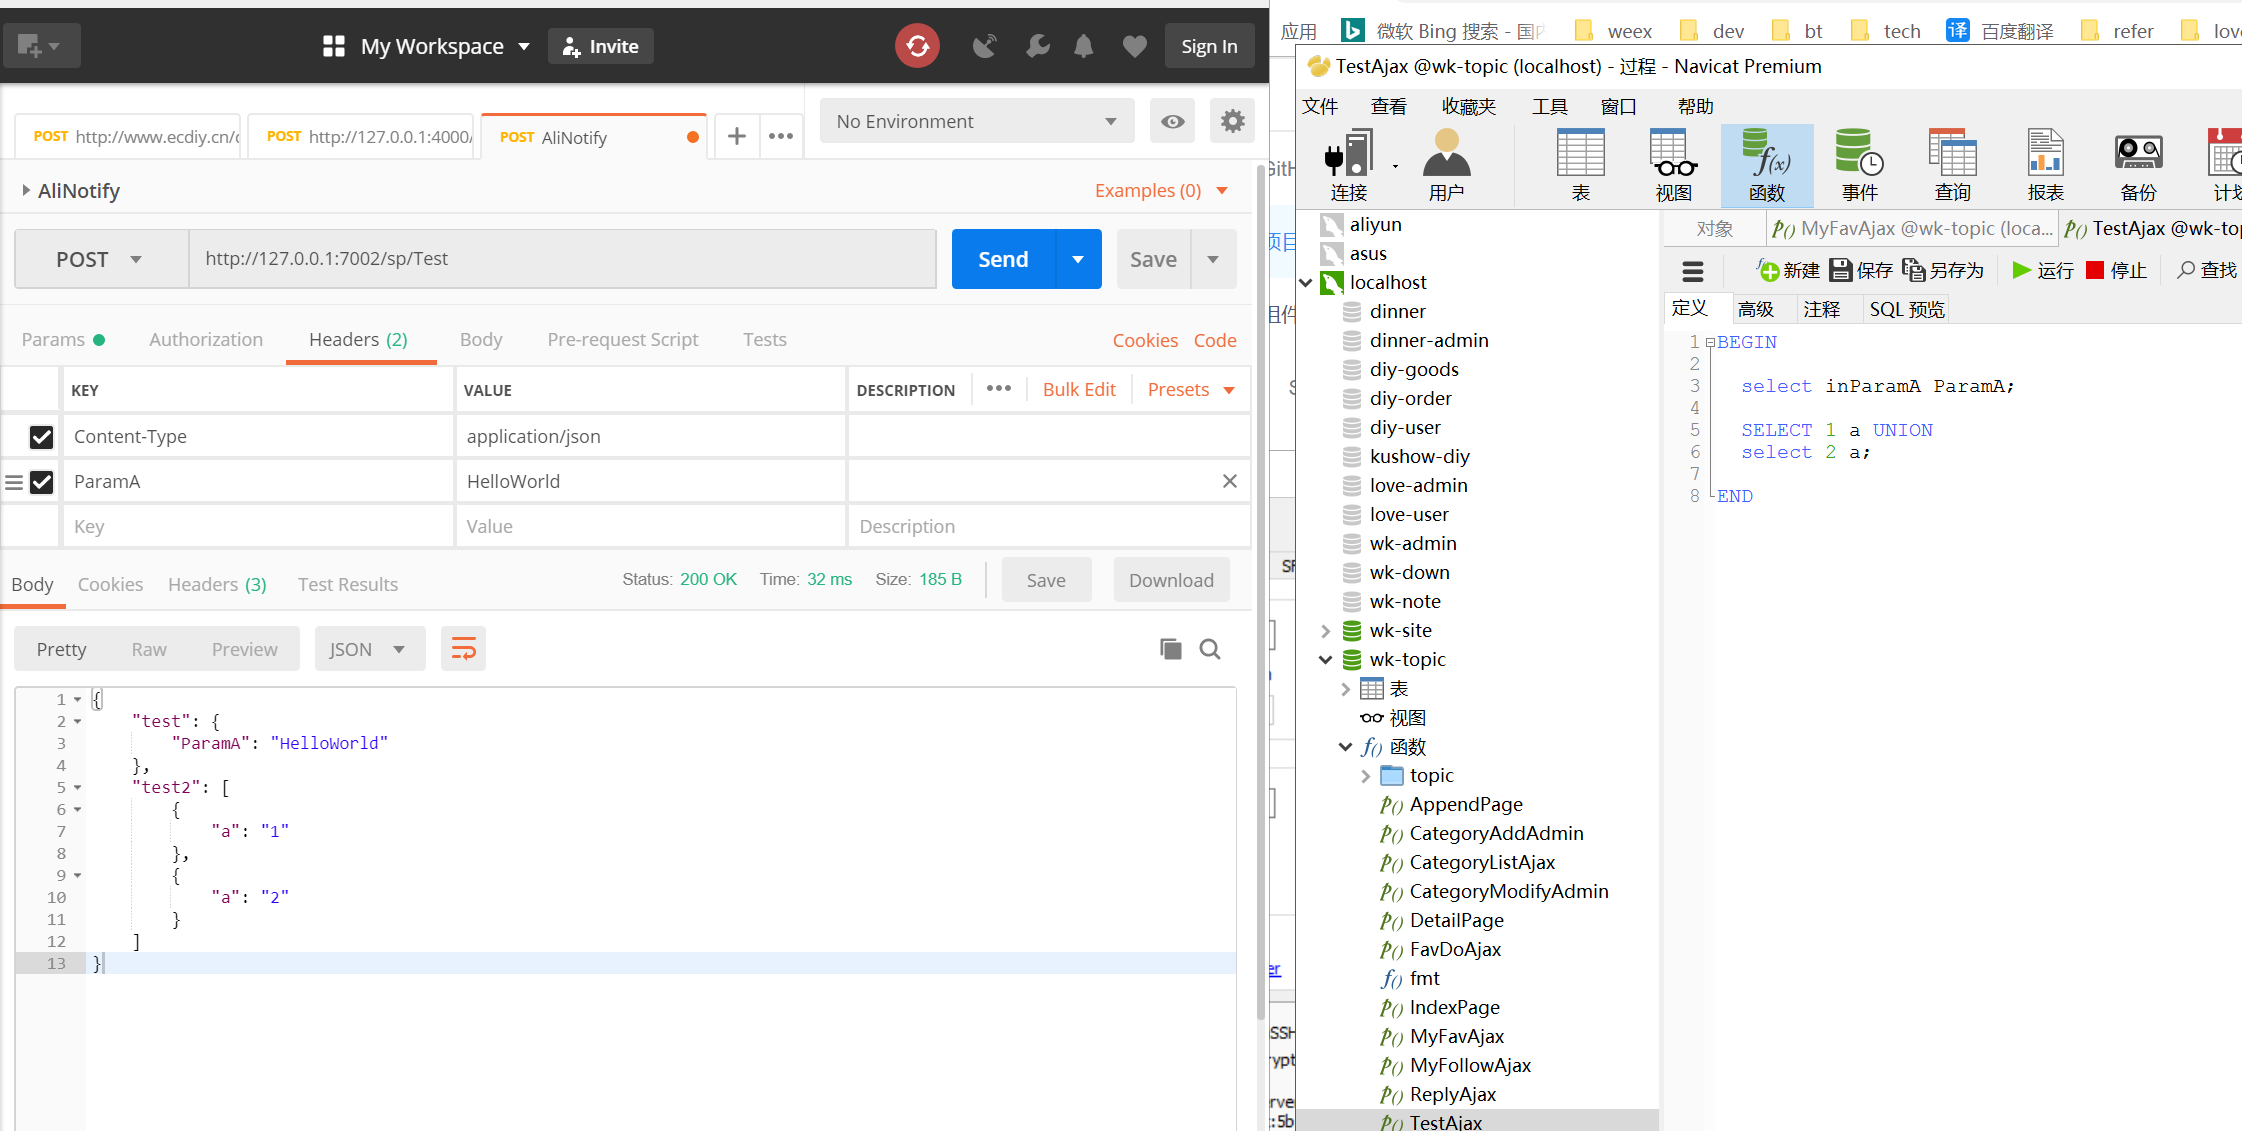 My Workspace
Invite
Sign In
POST http://www.ecdiy.cn/
POST http://127.0.0.1:4000/
POST AliNotify
No Environment
AliNotify
Examples (0)
POST
http://127.0.0.1:7002/sp/Test
Send
Save
Params
Authorization
Headers (2)
Body
Pre-request Script
Tests
Cookies
Code
KEY
VALUE
DESCRIPTION
Bulk Edit
Presets
Content-Type
application/json
ParamA
HelloWorld
Key
Value
Description
Body
Cookies
Headers (3)
Test Results
Status: 200 OK
Time: 32 ms
Size: 185 B
Save
Download
Pretty
Raw
Preview
JSON
1 {
2 "test": {
3 "ParamA": "HelloWorld"
4 },
5 "test2": [
6 {
7 "a": "1"
8 },
9 {
10 "a": "2"
11 }
12 ]
13 }
应用
微软 Bing 搜索 - 国
weex
dev
bt
tech
译 百度翻译
refer
lov
TestAjax @wk-topic (localhost) - 过程 - Navicat Premium
文件
查看
收藏夹
工具
窗口
帮助
连接
用户
表
视图
函数
事件
查询
报表
备份
计划
aliyun
asus
localhost
dinner
dinner-admin
diy-goods
diy-order
diy-user
kushow-diy
love-admin
love-user
wk-admin
wk-down
wk-note
wk-site
wk-topic
表
视图
函数
topic
AppendPage
CategoryAddAdmin
CategoryListAjax
CategoryModifyAdmin
DetailPage
FavDoAjax
fmt
IndexPage
MyFavAjax
MyFollowAjax
ReplyAjax
TestAjax
对象
MyFavAjax @wk-topic (loca...
TestAjax @wk-to
新建
保存
另存为
运行
停止
查找
定义
高级
注释
SQL 预览
1 BEGIN
2
3 select inParamA ParamA;
4
5 SELECT 1 a UNION
6 select 2 a;
7
8 END